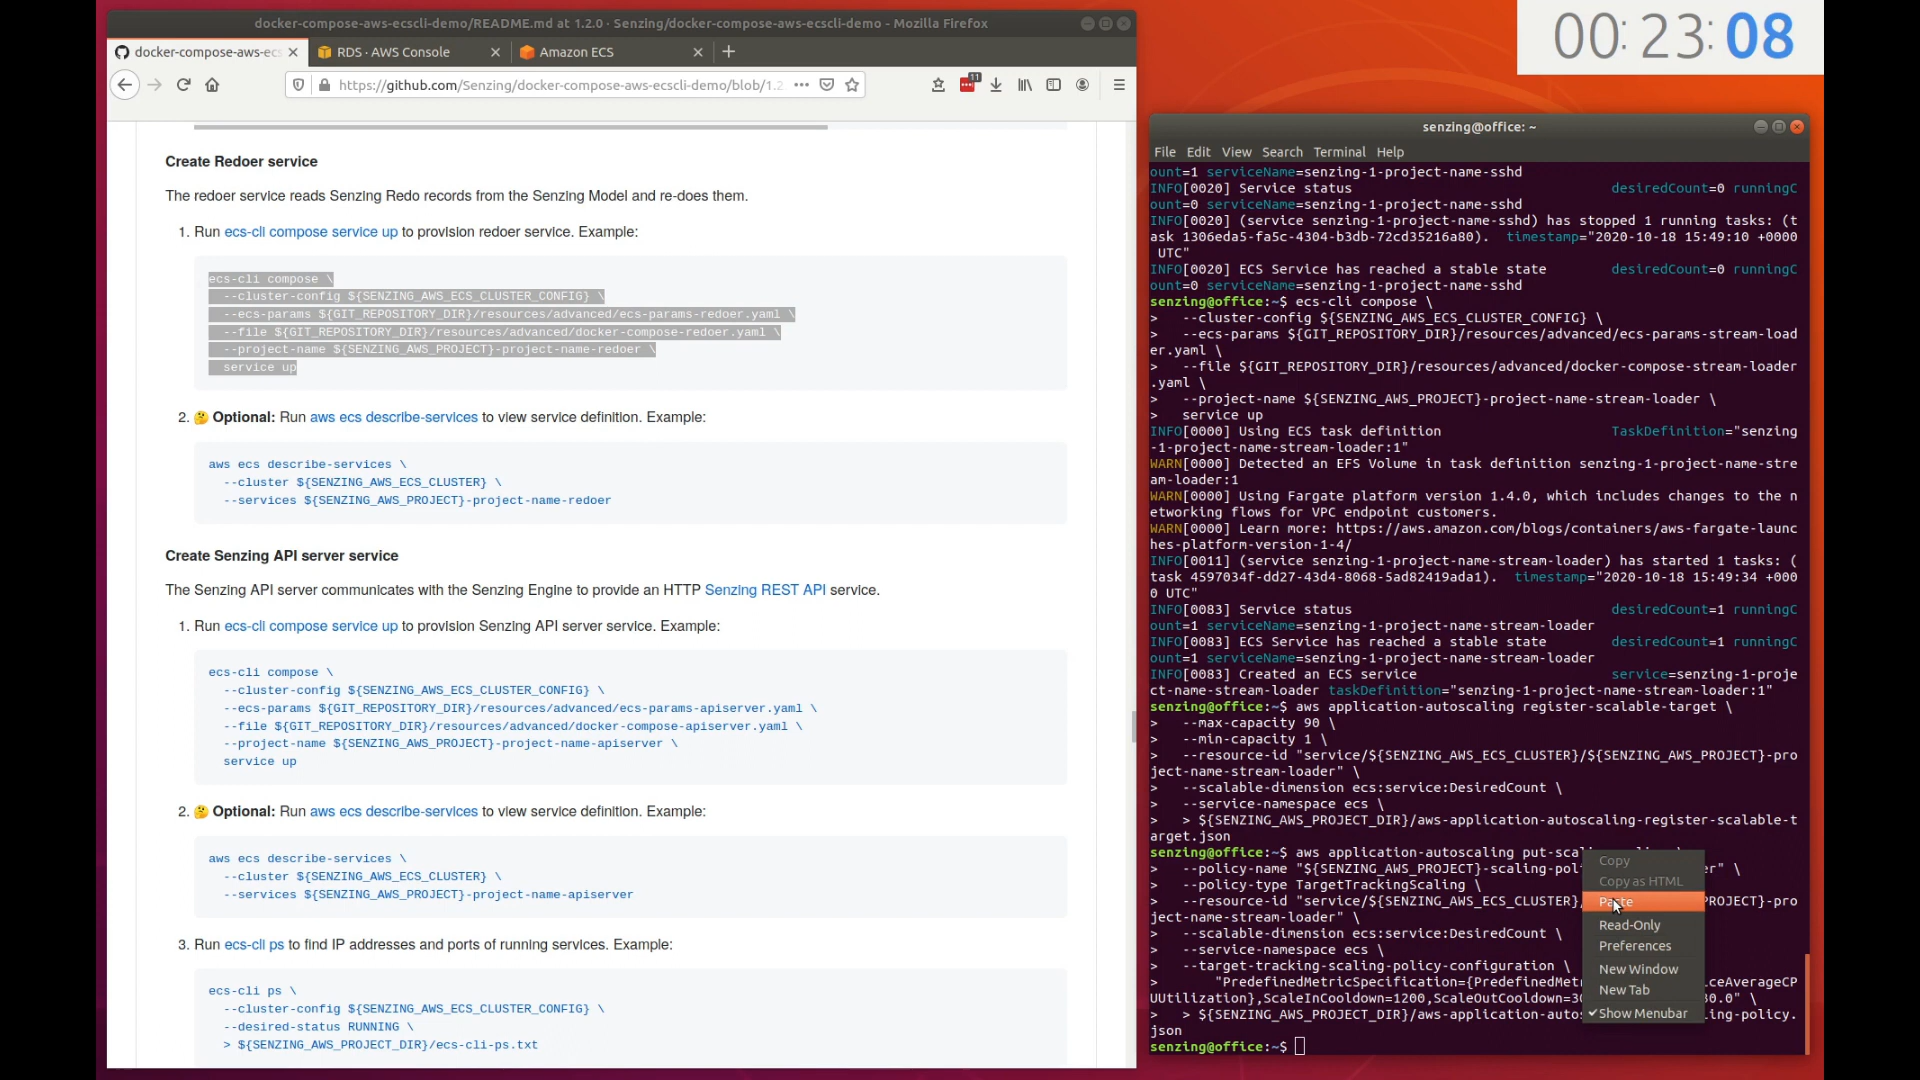 docker-compose-aws-ecscli-demo/README.md at 1.2.0 · Senzing/docker-compose-aws-ecscli-demo - Mozilla Firefox
docker-compose-aws-ecs
RDS · AWS Console
Amazon ECS
https://github.com/Senzing/docker-compose-aws-ecscli-demo/blob/1.2
11
Create Redoer service
The redoer service reads Senzing Redo records from the Senzing Model and re-does them.
1. Run ecs-cli compose service up to provision redoer service. Example:
ecs-cli compose \
--cluster-config ${SENZING_AWS_ECS_CLUSTER_CONFIG} \
--ecs-params ${GIT_REPOSITORY_DIR}/resources/advanced/ecs-params-redoer.yaml \
--file ${GIT_REPOSITORY_DIR}/resources/advanced/docker-compose-redoer.yaml \
--project-name ${SENZING_AWS_PROJECT}-project-name-redoer \
service up
2. 🤔 Optional: Run aws ecs describe-services to view service definition. Example:
aws ecs describe-services \
--cluster ${SENZING_AWS_ECS_CLUSTER} \
--services ${SENZING_AWS_PROJECT}-project-name-redoer
Create Senzing API server service
The Senzing API server communicates with the Senzing Engine to provide an HTTP Senzing REST API service.
1. Run ecs-cli compose service up to provision Senzing API server service. Example:
ecs-cli compose \
--cluster-config ${SENZING_AWS_ECS_CLUSTER_CONFIG} \
--ecs-params ${GIT_REPOSITORY_DIR}/resources/advanced/ecs-params-apiserver.yaml \
--file ${GIT_REPOSITORY_DIR}/resources/advanced/docker-compose-apiserver.yaml \
--project-name ${SENZING_AWS_PROJECT}-project-name-apiserver \
service up
2. 🤔 Optional: Run aws ecs describe-services to view service definition. Example:
aws ecs describe-services \
--cluster ${SENZING_AWS_ECS_CLUSTER} \
--services ${SENZING_AWS_PROJECT}-project-name-apiserver
3. Run ecs-cli ps to find IP addresses and ports of running services. Example:
ecs-cli ps \
--cluster-config ${SENZING_AWS_ECS_CLUSTER_CONFIG} \
--desired-status RUNNING \
> ${SENZING_AWS_PROJECT_DIR}/ecs-cli-ps.txt
00:23:08
senzing@office: ~
File Edit View Search Terminal Help
ount=1 serviceName=senzing-1-project-name-sshd
INFO[0020] Service status desiredCount=0 runningC
ount=0 serviceName=senzing-1-project-name-sshd
INFO[0020] (service senzing-1-project-name-sshd) has stopped 1 running tasks: (t
ask 1306eda5-fa5c-4304-b3db-72cd35216a80). timestamp="2020-10-18 15:49:10 +0000
UTC"
INFO[0020] ECS Service has reached a stable state desiredCount=0 runningC
ount=0 serviceName=senzing-1-project-name-sshd
senzing@office:~$ ecs-cli compose \
> --cluster-config ${SENZING_AWS_ECS_CLUSTER_CONFIG} \
> --ecs-params ${GIT_REPOSITORY_DIR}/resources/advanced/ecs-params-stream-load
er.yaml \
> --file ${GIT_REPOSITORY_DIR}/resources/advanced/docker-compose-stream-loader
.yaml \
> --project-name ${SENZING_AWS_PROJECT}-project-name-stream-loader \
> service up
INFO[0000] Using ECS task definition TaskDefinition="senzing
-1-project-name-stream-loader:1"
WARN[0000] Detected an EFS Volume in task definition senzing-1-project-name-stre
am-loader:1
WARN[0000] Using Fargate platform version 1.4.0, which includes changes to the n
etworking flows for VPC endpoint customers.
WARN[0000] Learn more: https://aws.amazon.com/blogs/containers/aws-fargate-launc
hes-platform-version-1-4/
INFO[0011] (service senzing-1-project-name-stream-loader) has started 1 tasks: (
task 4597034f-dd27-43d4-8068-5ad82419ada1). timestamp="2020-10-18 15:49:34 +000
0 UTC"
INFO[0083] Service status desiredCount=1 runningC
ount=1 serviceName=senzing-1-project-name-stream-loader
INFO[0083] ECS Service has reached a stable state desiredCount=1 runningC
ount=1 serviceName=senzing-1-project-name-stream-loader
INFO[0083] Created an ECS service service=senzing-1-proje
ct-name-stream-loader taskDefinition="senzing-1-project-name-stream-loader:1"
senzing@office:~$ aws application-autoscaling register-scalable-target \
> --max-capacity 90 \
> --min-capacity 1 \
> --resource-id "service/${SENZING_AWS_ECS_CLUSTER}/${SENZING_AWS_PROJECT}-pro
ject-name-stream-loader" \
> --scalable-dimension ecs:service:DesiredCount \
> --service-namespace ecs \
> > ${SENZING_AWS_PROJECT_DIR}/aws-application-autoscaling-register-scalable-t
arget.json
senzing@office:~$ aws application-autoscaling put-sca
> --policy-name "${SENZING_AWS_PROJECT}-scaling-pol r" \
> --policy-type TargetTrackingScaling \
> --resource-id "service/${SENZING_AWS_ECS_CLUSTER} PROJECT}-pro
ject-name-stream-loader" \
> --scalable-dimension ecs:service:DesiredCount \
> --service-namespace ecs \
> --target-tracking-scaling-policy-configuration \
> "PredefinedMetricSpecification={PredefinedMetr iceAverageCP
UUtilization},ScaleInCooldown=1200,ScaleOutCooldown=30 30.0" \
> > ${SENZING_AWS_PROJECT_DIR}/aws-application-autos ing-policy.
json
senzing@office:~$
Copy
Copy as HTML
Paste
Read-Only
Preferences
New Window
New Tab
Show Menubar